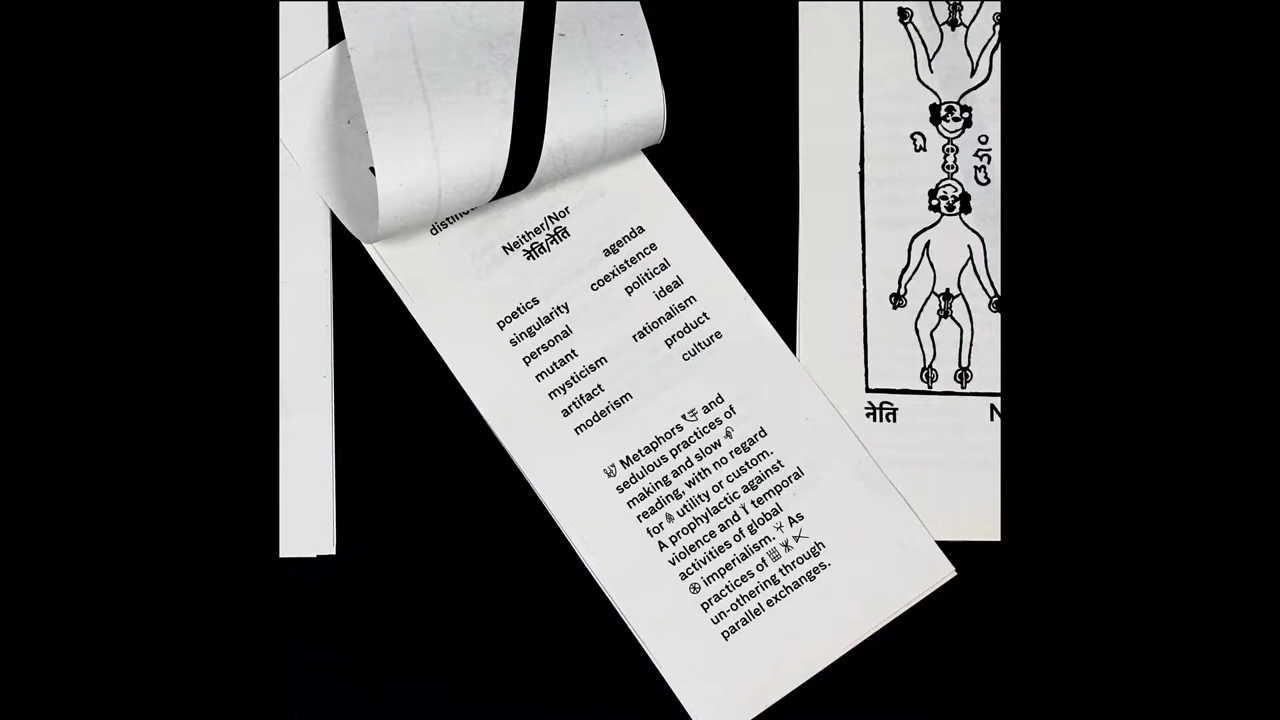 Neither/Nor
नेति/नेति
poetics agenda
singularity coexistence
personal political
mutant ideal
mysticism rationalism
artifact product
moderism culture
Metaphors and
sedulous practices of
making and slow
reading, with no regard
for utility or custom.
A prophylactic against
violence and temporal
activities of global
imperialism. As
practices of
un-othering through
parallel exchanges.
नेति N